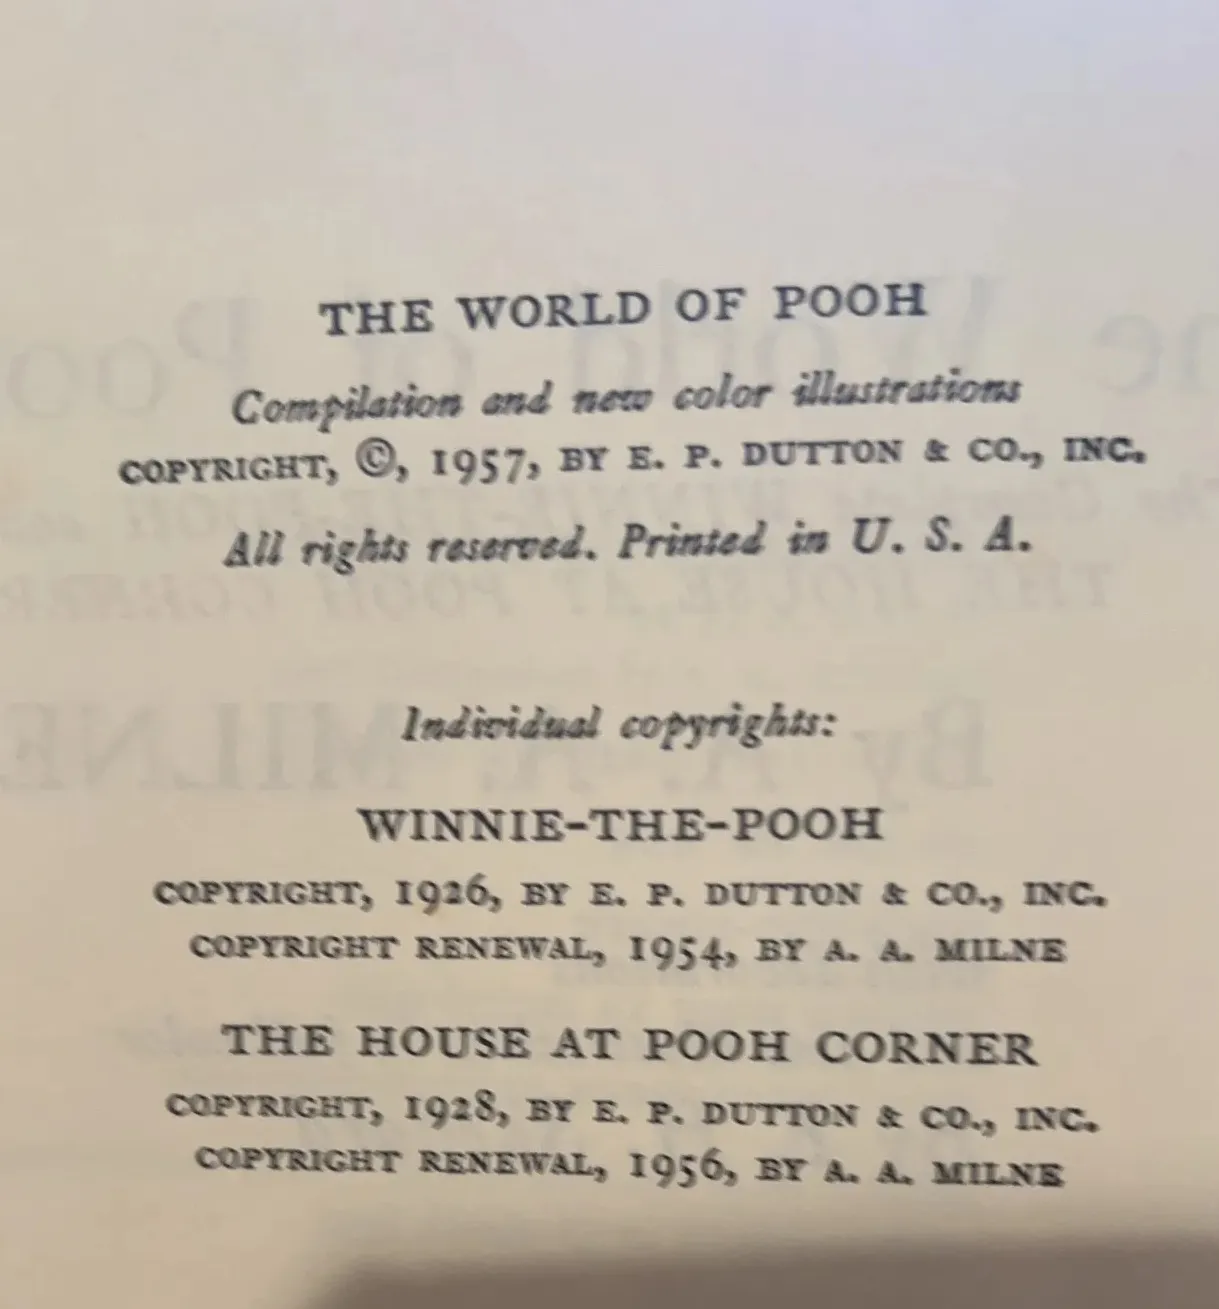 THE WORLD OF POOH
Compilation and new color illustrations
COPYRIGHT, ©, 1957, BY E. P. DUTTON & CO., INC.
All rights reserved. Printed in U. S. A.
Individual copyrights:
WINNIE-THE-POOH
COPYRIGHT, 1926, BY E. P. DUTTON & CO., INC.
COPYRIGHT RENEWAL, 1954, BY A. A. MILNE
THE HOUSE AT POOH CORNER
COPYRIGHT, 1928, BY E. P. DUTTON & CO., INC.
COPYRIGHT RENEWAL, 1956, BY A. A. MILNE